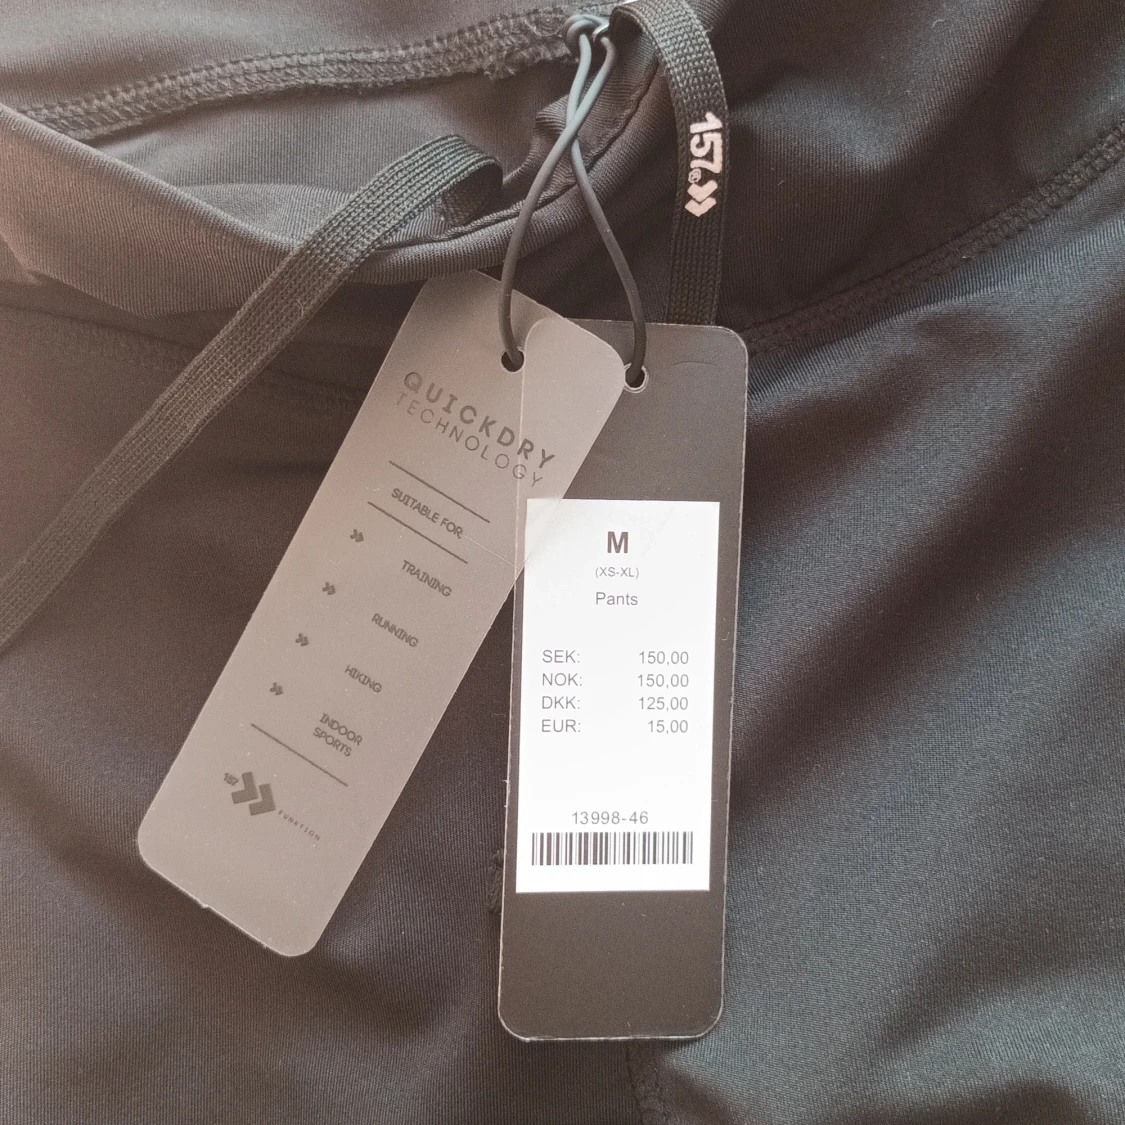 157®
QUICKDRY
TECHNOLOGY
SUITABLE FOR
TRAINING
RUNNING
HIKING
INDOOR
SPORTS
157
FUNKTION
M
(XS-XL)
Pants
SEK: 150,00
NOK: 150,00
DKK: 125,00
EUR: 15,00
13998-46